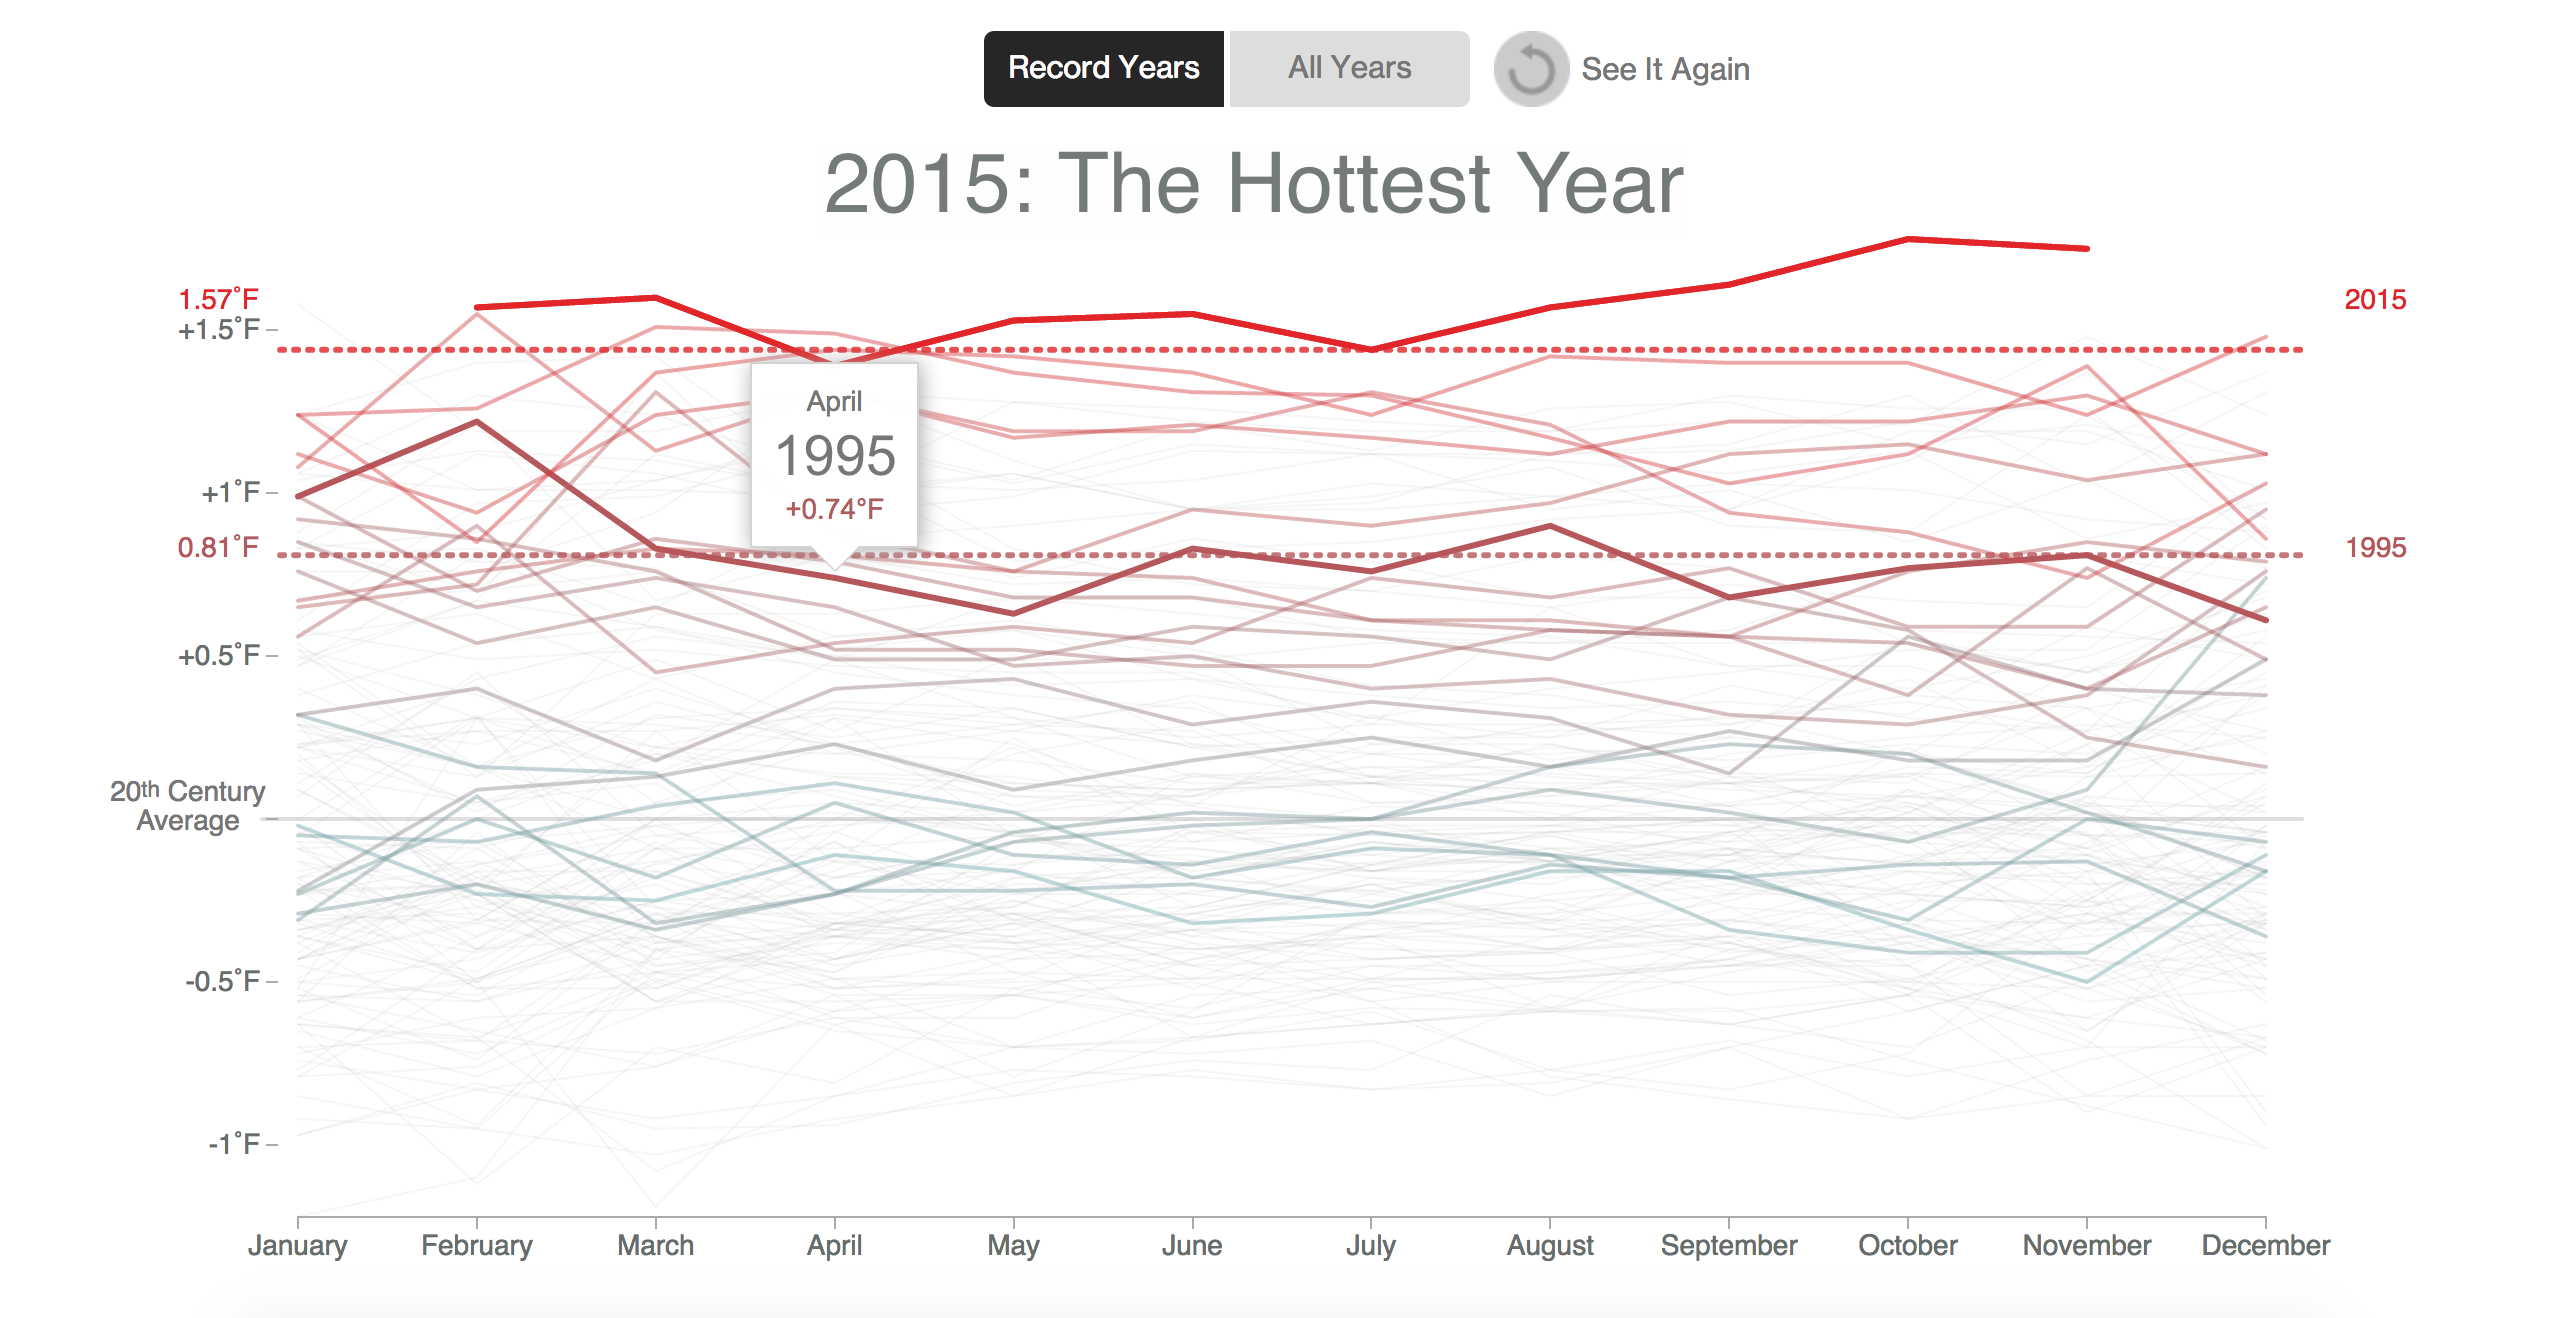 Record Years
All Years
See It Again
2015: The Hottest Year
1.57°F
2015
+1.5°F
April
1995
+0.74°F
+1°F
0.81°F
1995
+0.5°F
20th Century
Average
-0.5°F
-1°F
January February March April May June July August September October November December